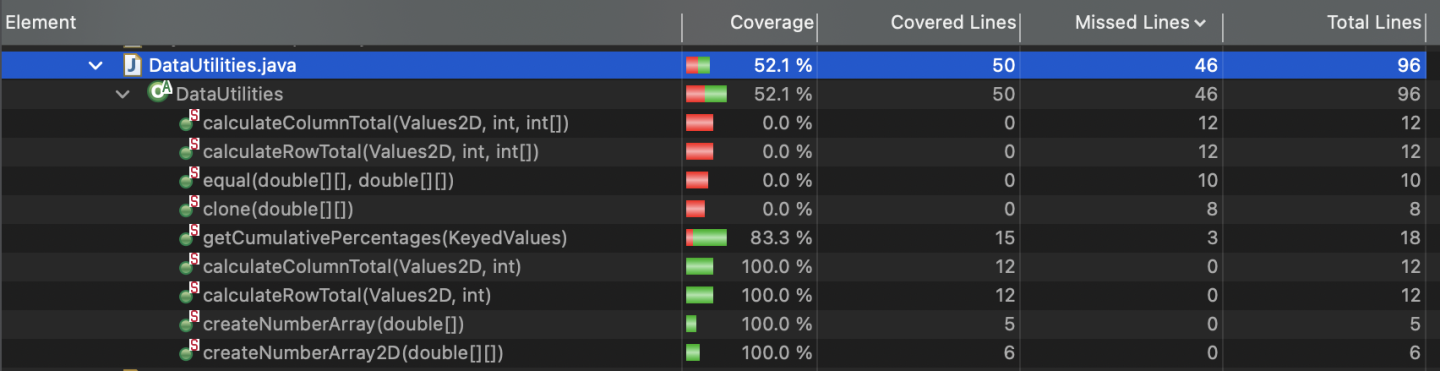 Element Coverage Covered Lines Missed Lines Total Lines
DataUtilities.java 52.1 % 50 46 96
DataUtilities 52.1 % 50 46 96
calculateColumnTotal(Values2D, int, int[]) 0.0 % 0 12 12
calculateRowTotal(Values2D, int, int[]) 0.0 % 0 12 12
equal(double[][], double[][]) 0.0 % 0 10 10
clone(double[][]) 0.0 % 0 8 8
getCumulativePercentages(KeyedValues) 83.3 % 15 3 18
calculateColumnTotal(Values2D, int) 100.0 % 12 0 12
calculateRowTotal(Values2D, int) 100.0 % 12 0 12
createNumberArray(double[]) 100.0 % 5 0 5
createNumberArray2D(double[][]) 100.0 % 6 0 6